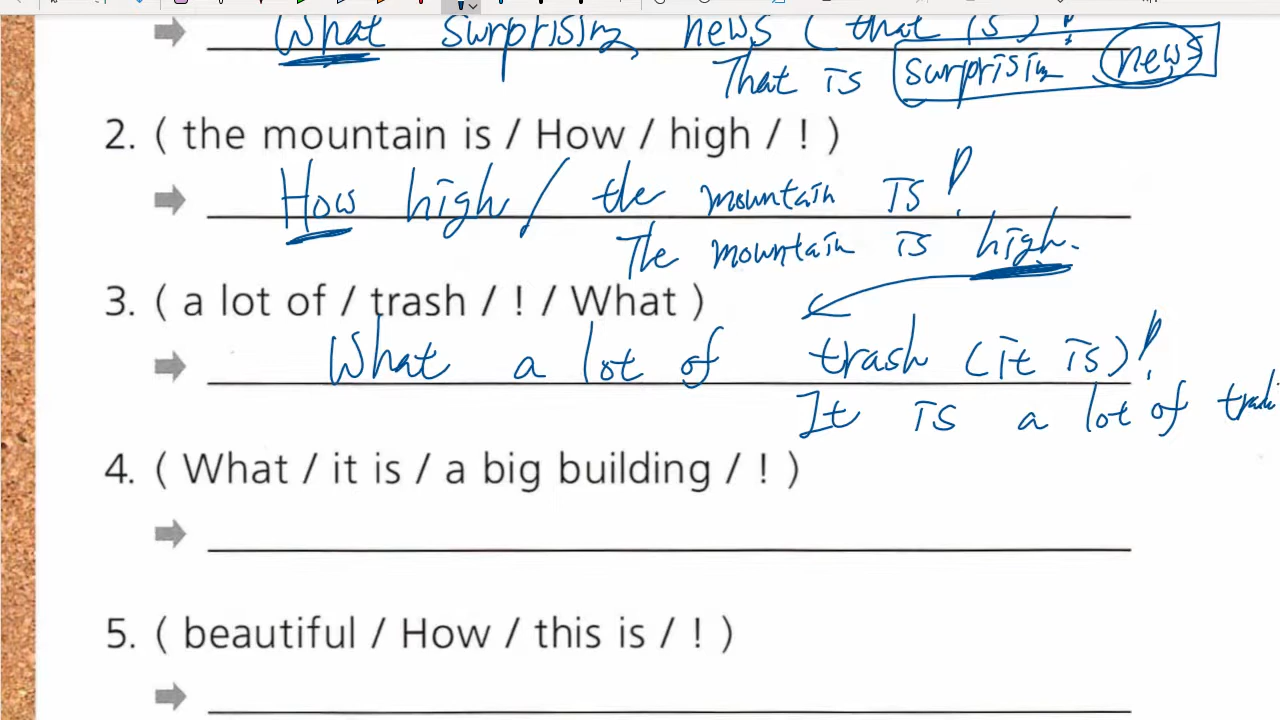 What surprising news (that is)!
That is surprising news
2. ( the mountain is / How / high / ! )
How high / the mountain is!
The mountain is high.
3. ( a lot of / trash / ! / What )
What a lot of trash (it is)!
It is a lot of
4. ( What / it is / a big building / ! )
5. ( beautiful / How / this is / ! )